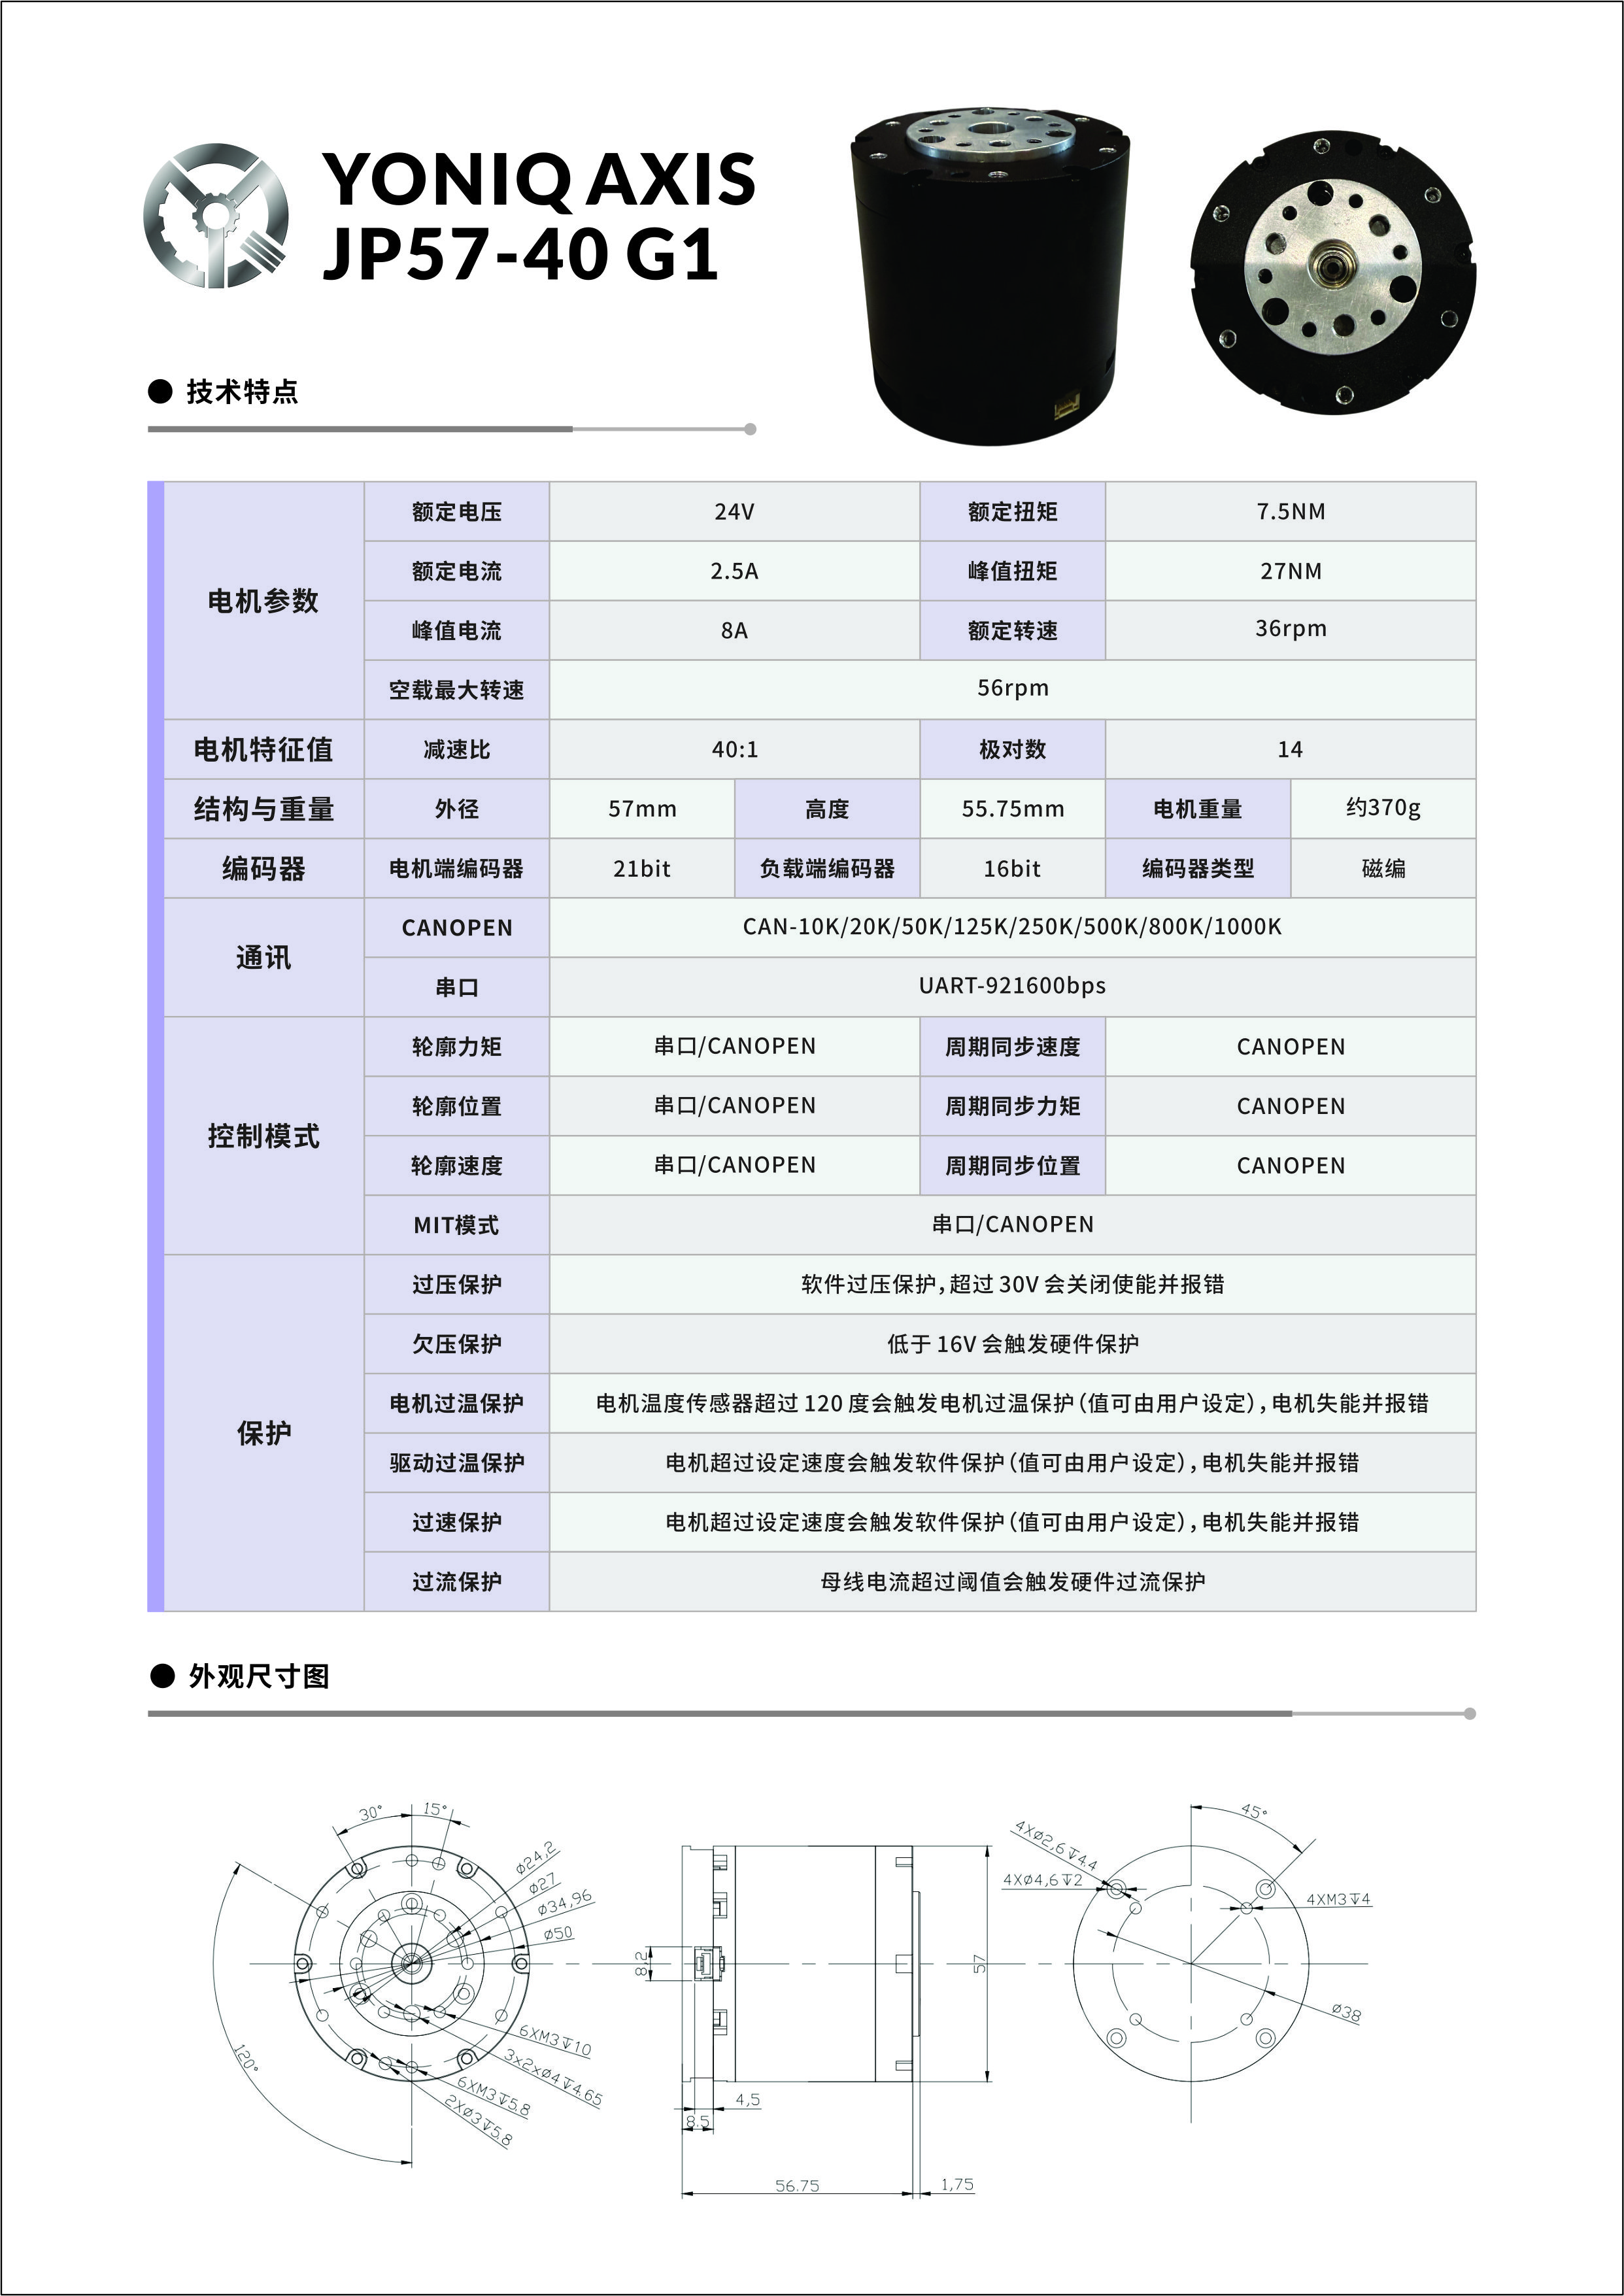 YONIQ AXIS
JP57-40 G1
技术特点
电机参数
额定电压 24V 额定扭矩 7.5NM
额定电流 2.5A 峰值扭矩 27NM
峰值电流 8A 额定转速 36rpm
空载最大转速 56rpm
电机特征值 减速比 40:1 极对数 14
结构与重量 外径 57mm 高度 55.75mm 电机重量 约370g
编码器 电机端编码器 21bit 负载端编码器 16bit 编码器类型 磁编
通讯
CANOPEN CAN-10K/20K/50K/125K/250K/500K/800K/1000K
串口 UART-921600bps
控制模式
轮廓力矩 串口/CANOPEN 周期同步速度 CANOPEN
轮廓位置 串口/CANOPEN 周期同步力矩 CANOPEN
轮廓速度 串口/CANOPEN 周期同步位置 CANOPEN
MIT模式 串口/CANOPEN
保护
过压保护 软件过压保护,超过 30V 会关闭使能并报错
欠压保护 低于 16V 会触发硬件保护
电机过温保护 电机温度传感器超过 120 度会触发电机过温保护(值可由用户设定),电机失能并报错
驱动过温保护 电机超过设定速度会触发软件保护(值可由用户设定),电机失能并报错
过速保护 电机超过设定速度会触发软件保护(值可由用户设定),电机失能并报错
过流保护 母线电流超过阈值会触发硬件过流保护
外观尺寸图
30°
15°
ø24,2
ø27
ø34,96
ø50
120°
6XM3↧10
3x2xø4↧4.65
6XM3↧5.8
2Xø3↧5.8
8,2
57
4,5
8.5
56.75
1,75
45°
4Xø2,6↧4.4
4Xø4,6↧2
4XM3↧4
ø38